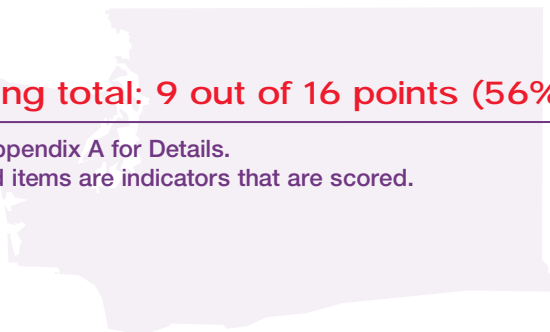 ng total: 9 out of 16 points (56%
ppendix A for Details.
d items are indicators that are scored.